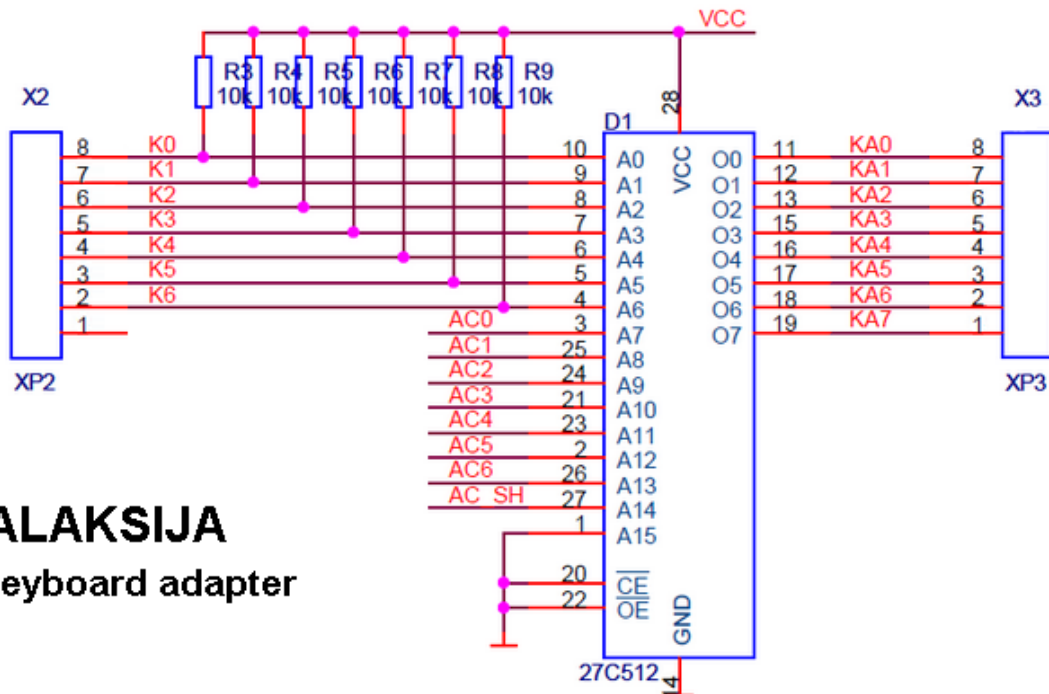 VCC
R3 R4 R5 R6 R7 R8 R9
10k 10k 10k 10k 10k 10k 10k
X2
28
X3
D1
8 K0 10 A0 VCC O0 11 KA0 8
7 K1 9 A1 O1 12 KA1 7
6 K2 8 A2 O2 13 KA2 6
5 K3 7 A3 O3 15 KA3 5
4 K4 6 A4 O4 16 KA4 4
3 K5 5 A5 O5 17 KA5 3
2 K6 4 A6 O6 18 KA6 2
1 AC0 3 A7 O7 19 KA7 1
AC1 25 A8
XP2
XP3
AC2 24 A9
AC3 21 A10
AC4 23 A11
AC5 2 A12
AC6 26 A13
AC_SH 27 A14
1 A15
ALAKSIJA
eyboard adapter
20 CE
22 OE
GND
27C512
14